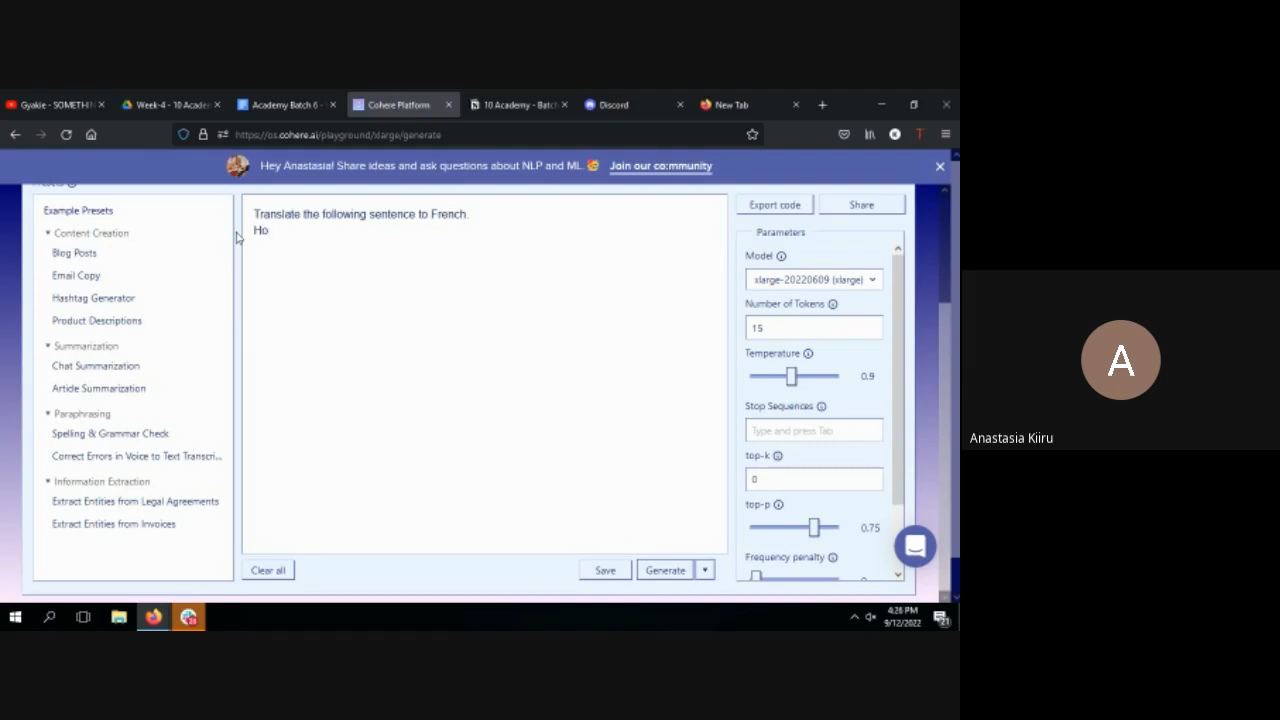 Gyakie - SOMETHI
Week-4 - 10 Academ
Academy Batch 6 -
Cohere Platform
10 Academy - Batch
Discord
New Tab
https://os.cohere.ai/playground/xlarge/generate
Hey Anastasia! Share ideas and ask questions about NLP and ML. Join our co:mmunity
Example Presets
Content Creation
Blog Posts
Email Copy
Hashtag Generator
Product Descriptions
Summarization
Chat Summarization
Article Summarization
Paraphrasing
Spelling & Grammar Check
Correct Errors in Voice to Text Transcri...
Information Extraction
Extract Entities from Legal Agreements
Extract Entities from Invoices
Translate the following sentence to French.
Ho
Clear all
Save
Generate
Export code
Share
Parameters
Model
xlarge-20220609 (xlarge)
Number of Tokens
15
Temperature
0.9
Stop Sequences
Type and press Tab
top-k
0
top-p
0.75
Frequency penalty
4:26 PM
9/12/2022
21
A
Anastasia Kiiru